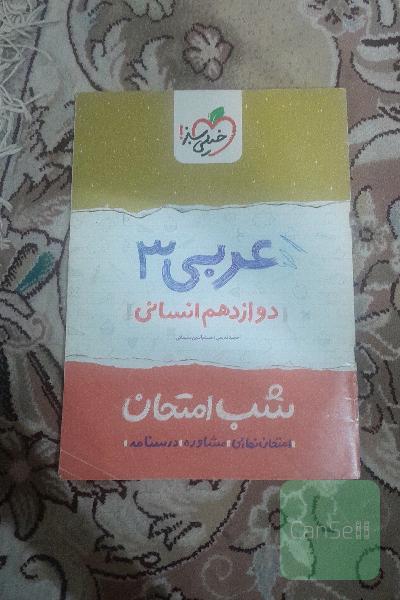 خیلی سبز!
عربی ۳
دوازدهم انسانی
شب امتحان
امتحان نهایی مشاوره درسنامه
CanSell